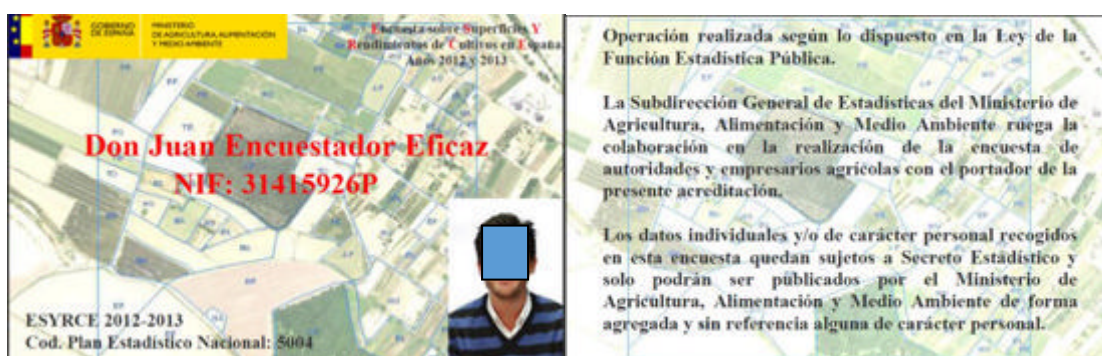 GOBIERNO
DE ESPAÑA
MINISTERIO
DE AGRICULTURA, ALIMENTACIÓN
Y MEDIO AMBIENTE
Encuesta sobre Superficies Y
Rendimientos de Cultivos en España
Años 2012 y 2013
Don Juan Encuestador Eficaz
NIF: 31415926P
ESYRCE 2012-2013
Cod. Plan Estadístico Nacional: 5004
Operación realizada según lo dispuesto en la Ley de la
Función Estadística Pública.
La Subdirección General de Estadísticas del Ministerio de
Agricultura, Alimentación y Medio Ambiente ruega la
colaboración en la realización de la encuesta de
autoridades y empresarios agrícolas con el portador de la
presente acreditación.
Los datos individuales y/o de carácter personal recogidos
en esta encuesta quedan sujetos a Secreto Estadístico y
solo podrán ser públicados por el Ministerio de
Agricultura, Alimentación y Medio Ambiente de forma
agregada y sin referencia alguna de carácter personal.